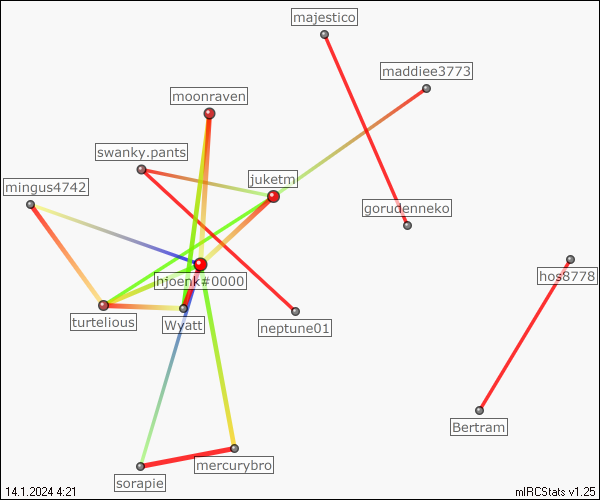 majestico
maddiee3773
moonraven
swanky.pants
juketm
mingus4742
gorudenneko
hjoenk#0000
hos8778
turtelious
Wyatt
neptune01
Bertram
mercurybro
sorapie
14.1.2024 4:21
mIRCStats v1.25